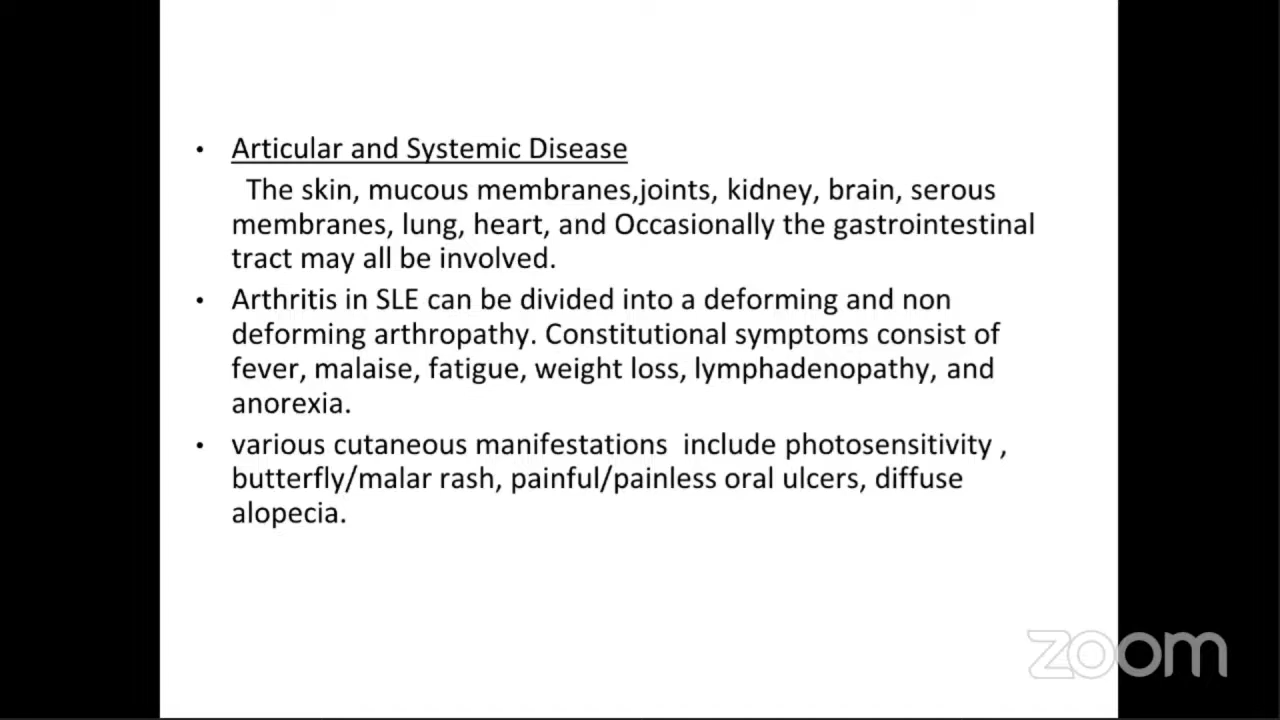 • Articular and Systemic Disease
The skin, mucous membranes,joints, kidney, brain, serous
membranes, lung, heart, and Occasionally the gastrointestinal
tract may all be involved.
• Arthritis in SLE can be divided into a deforming and non
deforming arthropathy. Constitutional symptoms consist of
fever, malaise, fatigue, weight loss, lymphadenopathy, and
anorexia.
• various cutaneous manifestations  include photosensitivity ,
butterfly/malar rash, painful/painless oral ulcers, diffuse
alopecia.
zoom